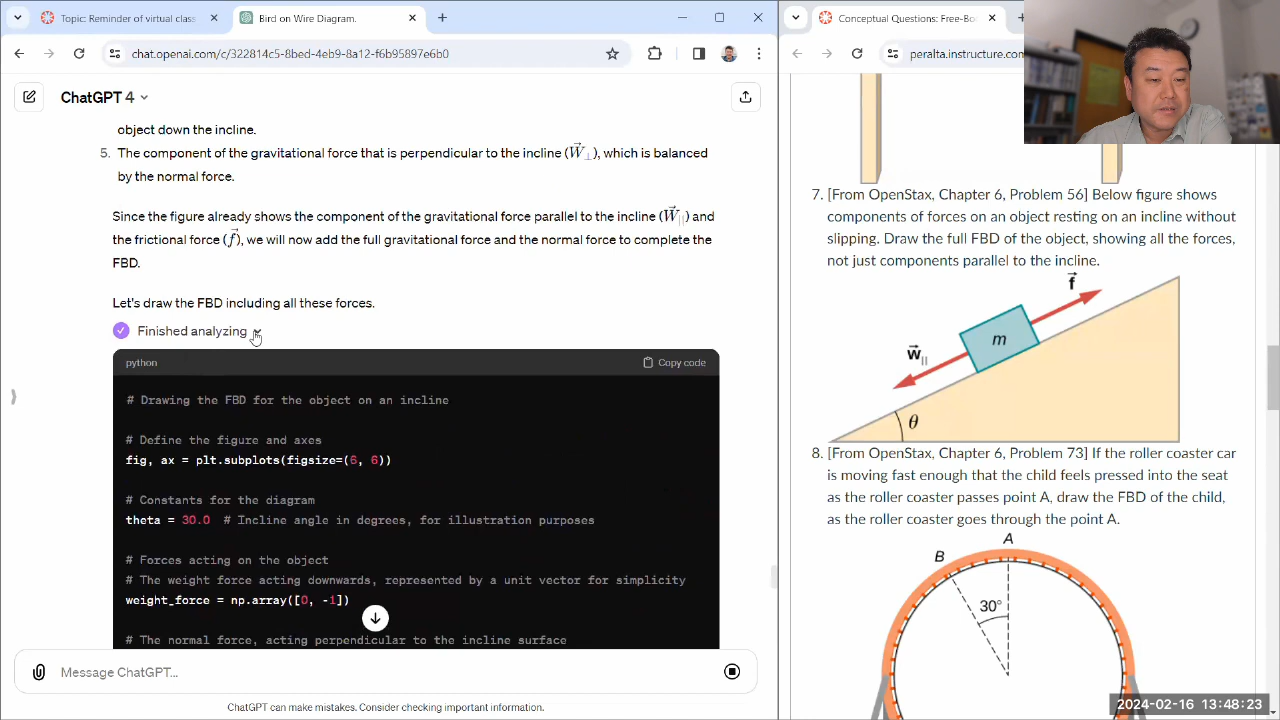 Topic: Reminder of virtual class
Bird on Wire Diagram.
Conceptual Questions: Free-Bo
chat.openai.com/c/322814c5-8bed-4eb9-8a12-f6b95897e6b0
peralta.instructure.com
ChatGPT 4
object down the incline.
5. The component of the gravitational force that is perpendicular to the incline (W⃗⊥), which is balanced
by the normal force.
Since the figure already shows the component of the gravitational force parallel to the incline (W⃗||) and
the frictional force (f⃗), we will now add the full gravitational force and the normal force to complete the
FBD.
Let's draw the FBD including all these forces.
Finished analyzing
python
Copy code
# Drawing the FBD for the object on an incline
# Define the figure and axes
fig, ax = plt.subplots(figsize=(6, 6))
# Constants for the diagram
theta = 30.0 # Incline angle in degrees, for illustration purposes
# Forces acting on the object
# The weight force acting downwards, represented by a unit vector for simplicity
weight_force = np.array([0, -1])
# The normal force, acting perpendicular to the incline surface
Message ChatGPT...
ChatGPT can make mistakes. Consider checking important information.
7. [From OpenStax, Chapter 6, Problem 56] Below figure shows
components of forces on an object resting on an incline without
slipping. Draw the full FBD of the object, showing all the forces,
not just components parallel to the incline.
f⃗
m
w⃗||
θ
8. [From OpenStax, Chapter 6, Problem 73] If the roller coaster car
is moving fast enough that the child feels pressed into the seat
as the roller coaster passes point A, draw the FBD of the child,
as the roller coaster goes through the point A.
A
B
30°
2024-02-16 13:48:23